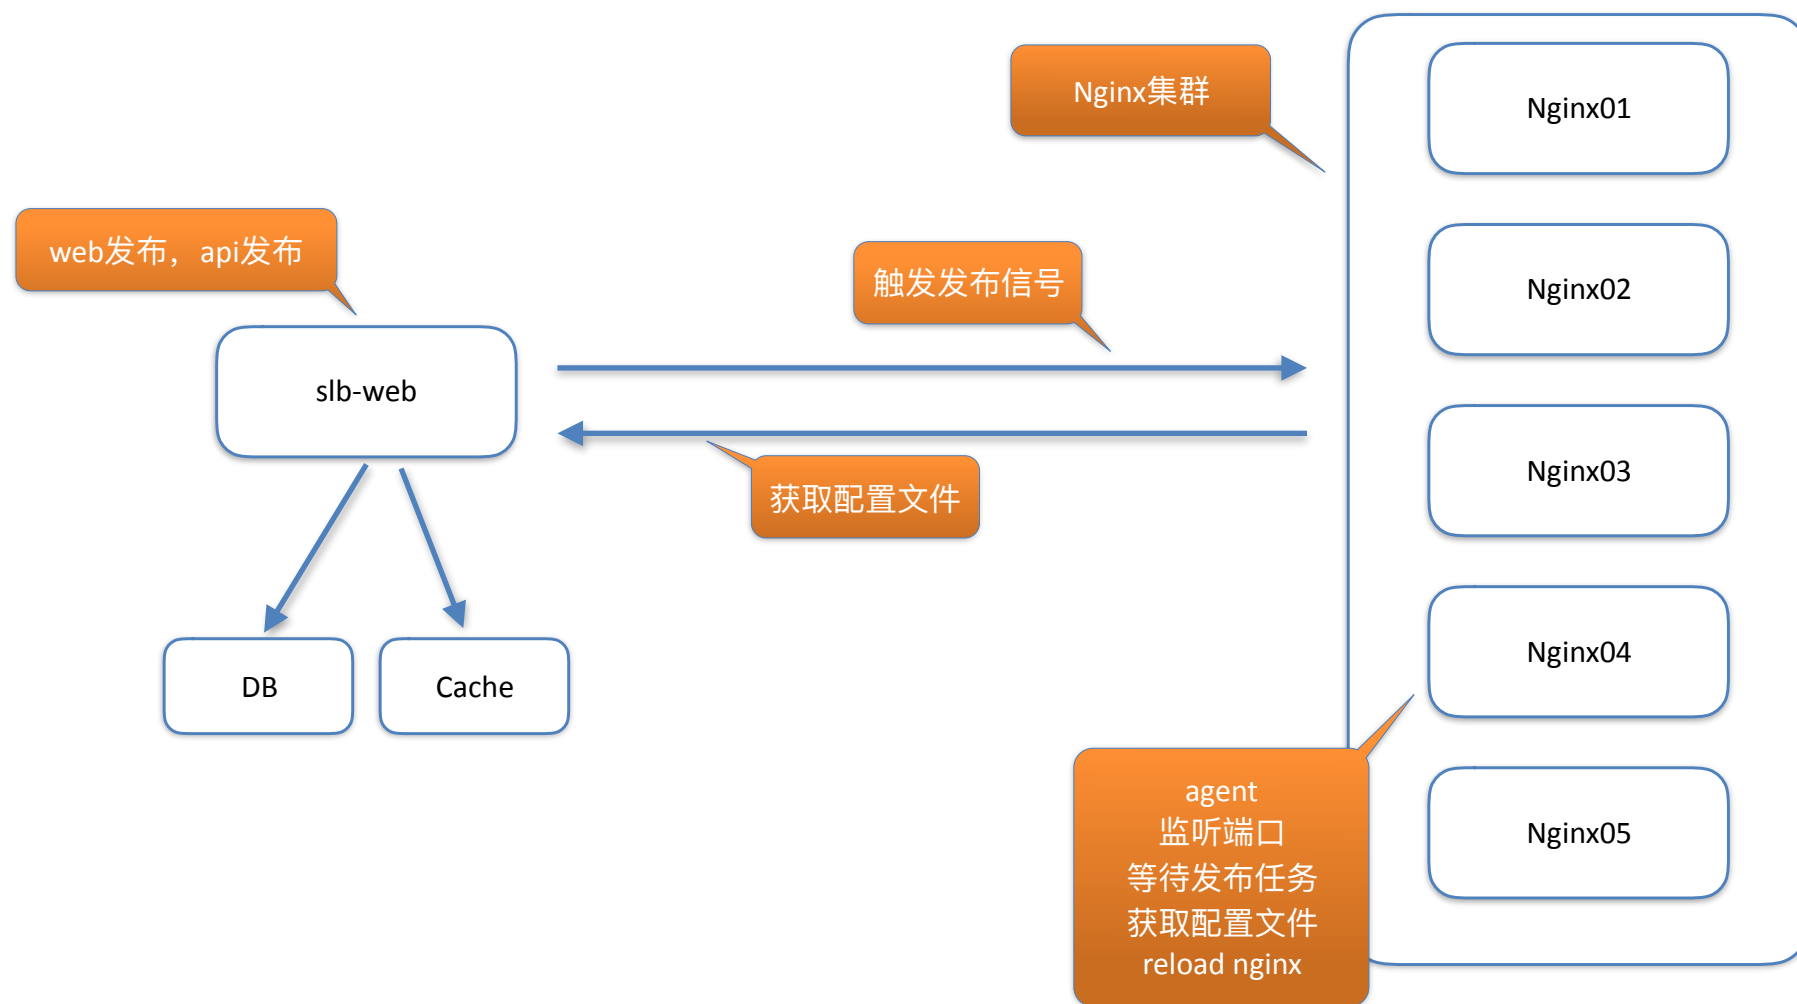 Nginx集群
Nginx01
web发布，api发布
触发发布信号
Nginx02
slb-web
获取配置文件
Nginx03
DB
Cache
Nginx04
agent
监听端口
等待发布任务
获取配置文件
reload nginx
Nginx05